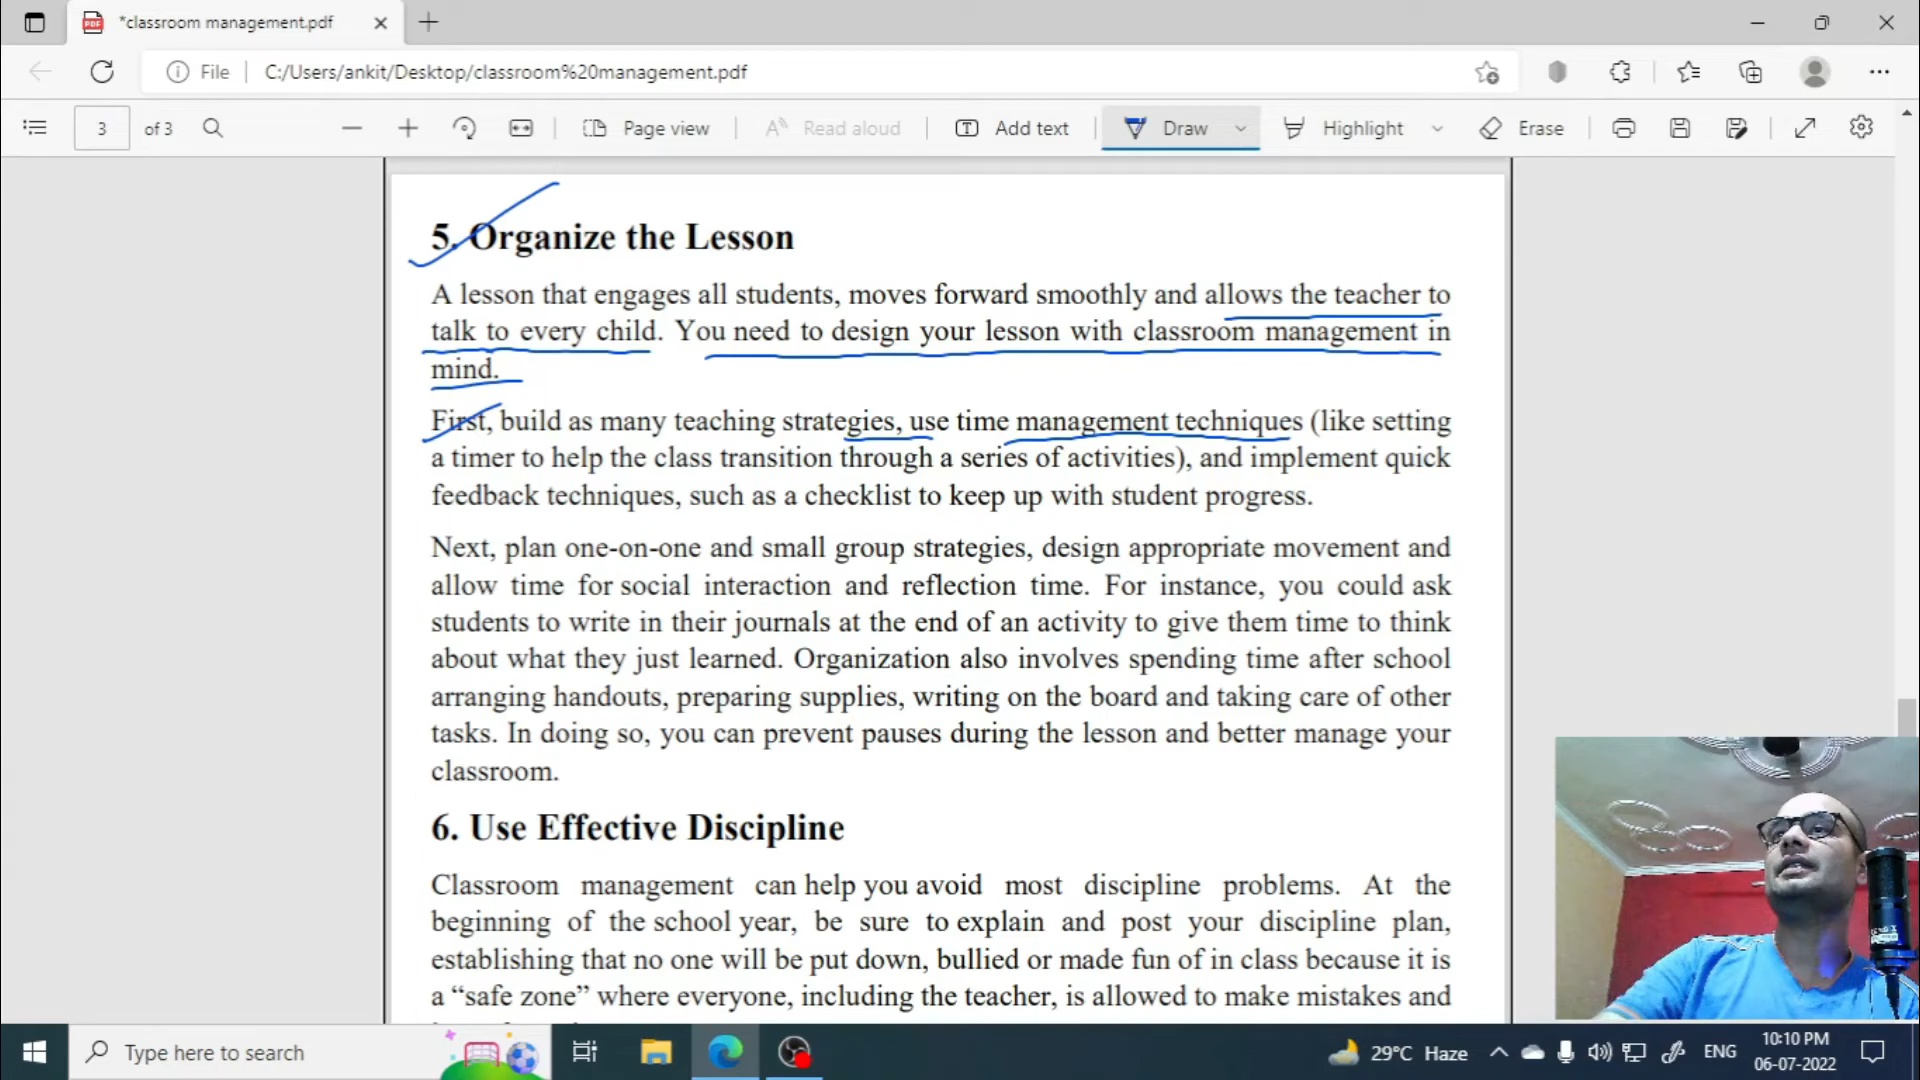 *classroom management.pdf
File
C:/Users/ankit/Desktop/classroom%20management.pdf
3 of 3
Page view
Read aloud
Add text
Draw
Highlight
Erase
5. Organize the Lesson
A lesson that engages all students, moves forward smoothly and allows the teacher to
talk to every child. You need to design your lesson with classroom management in
mind.
First, build as many teaching strategies, use time management techniques (like setting
a timer to help the class transition through a series of activities), and implement quick
feedback techniques, such as a checklist to keep up with student progress.
Next, plan one-on-one and small group strategies, design appropriate movement and
allow time for social interaction and reflection time. For instance, you could ask
students to write in their journals at the end of an activity to give them time to think
about what they just learned. Organization also involves spending time after school
arranging handouts, preparing supplies, writing on the board and taking care of other
tasks. In doing so, you can prevent pauses during the lesson and better manage your
classroom.
6. Use Effective Discipline
Classroom management can help you avoid most discipline problems. At the
beginning of the school year, be sure to explain and post your discipline plan,
establishing that no one will be put down, bullied or made fun of in class because it is
a “safe zone” where everyone, including the teacher, is allowed to make mistakes and
Type here to search
29°C Haze
ENG
10:10 PM
06-07-2022